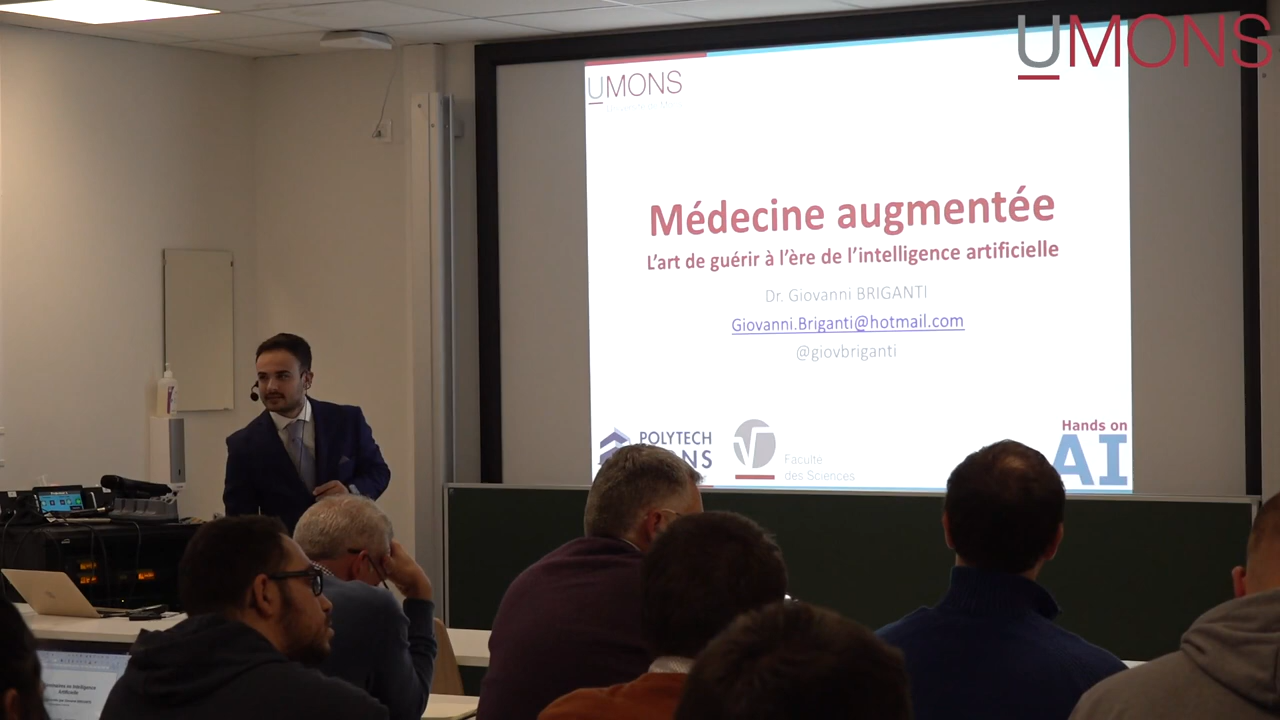 UMONS
UMONS
Médecine augmentée
L'art de guérir à l'ère de l'intelligence artificielle
Dr. Giovanni BRIGANTI
Giovanni.Briganti@hotmail.com
@giovbriganti
POLYTECH
Faculte
des Sciences
Hands on
AI